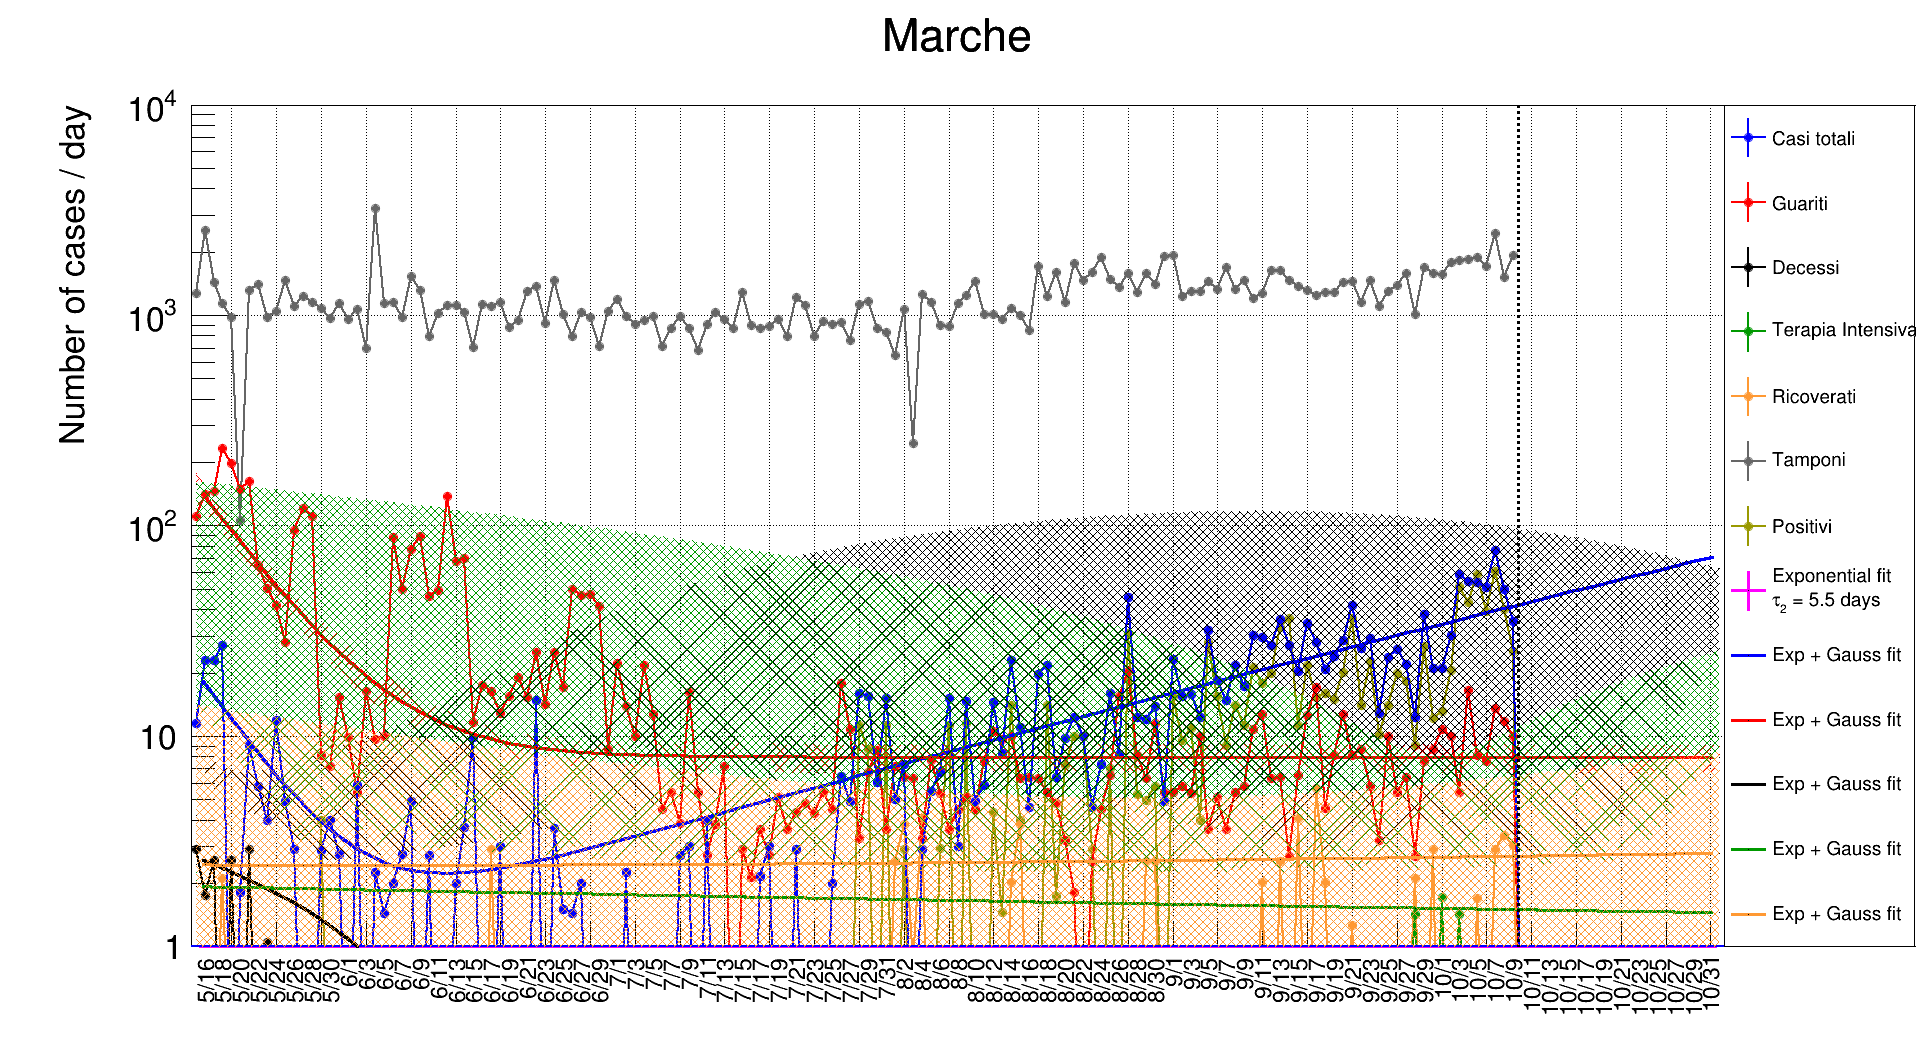 Marche
Number of cases / day
10^4
10^3
10^2
10
1
5/16 5/18 5/20 5/22 5/24 5/26 5/28 5/30 6/1 6/3 6/5 6/7 6/9 6/11 6/13 6/15 6/17 6/19 6/21 6/23 6/25 6/27 6/29 7/1 7/3 7/5 7/7 7/9 7/11 7/13 7/15 7/17 7/19 7/21 7/23 7/25 7/27 7/29 7/31 8/2 8/4 8/6 8/8 8/10 8/12 8/14 8/16 8/18 8/20 8/22 8/24 8/26 8/28 8/30 9/1 9/3 9/5 9/7 9/9 9/11 9/13 9/15 9/17 9/19 9/21 9/23 9/25 9/27 9/29 10/1 10/3 10/5 10/7 10/9 10/11 10/13 10/15 10/17 10/19 10/21 10/23 10/25 10/27 10/29 10/31
Casi totali
Guariti
Decessi
Terapia Intensiva
Ricoverati
Tamponi
Positivi
Exponential fit
τ₂ = 5.5 days
Exp + Gauss fit
Exp + Gauss fit
Exp + Gauss fit
Exp + Gauss fit
Exp + Gauss fit